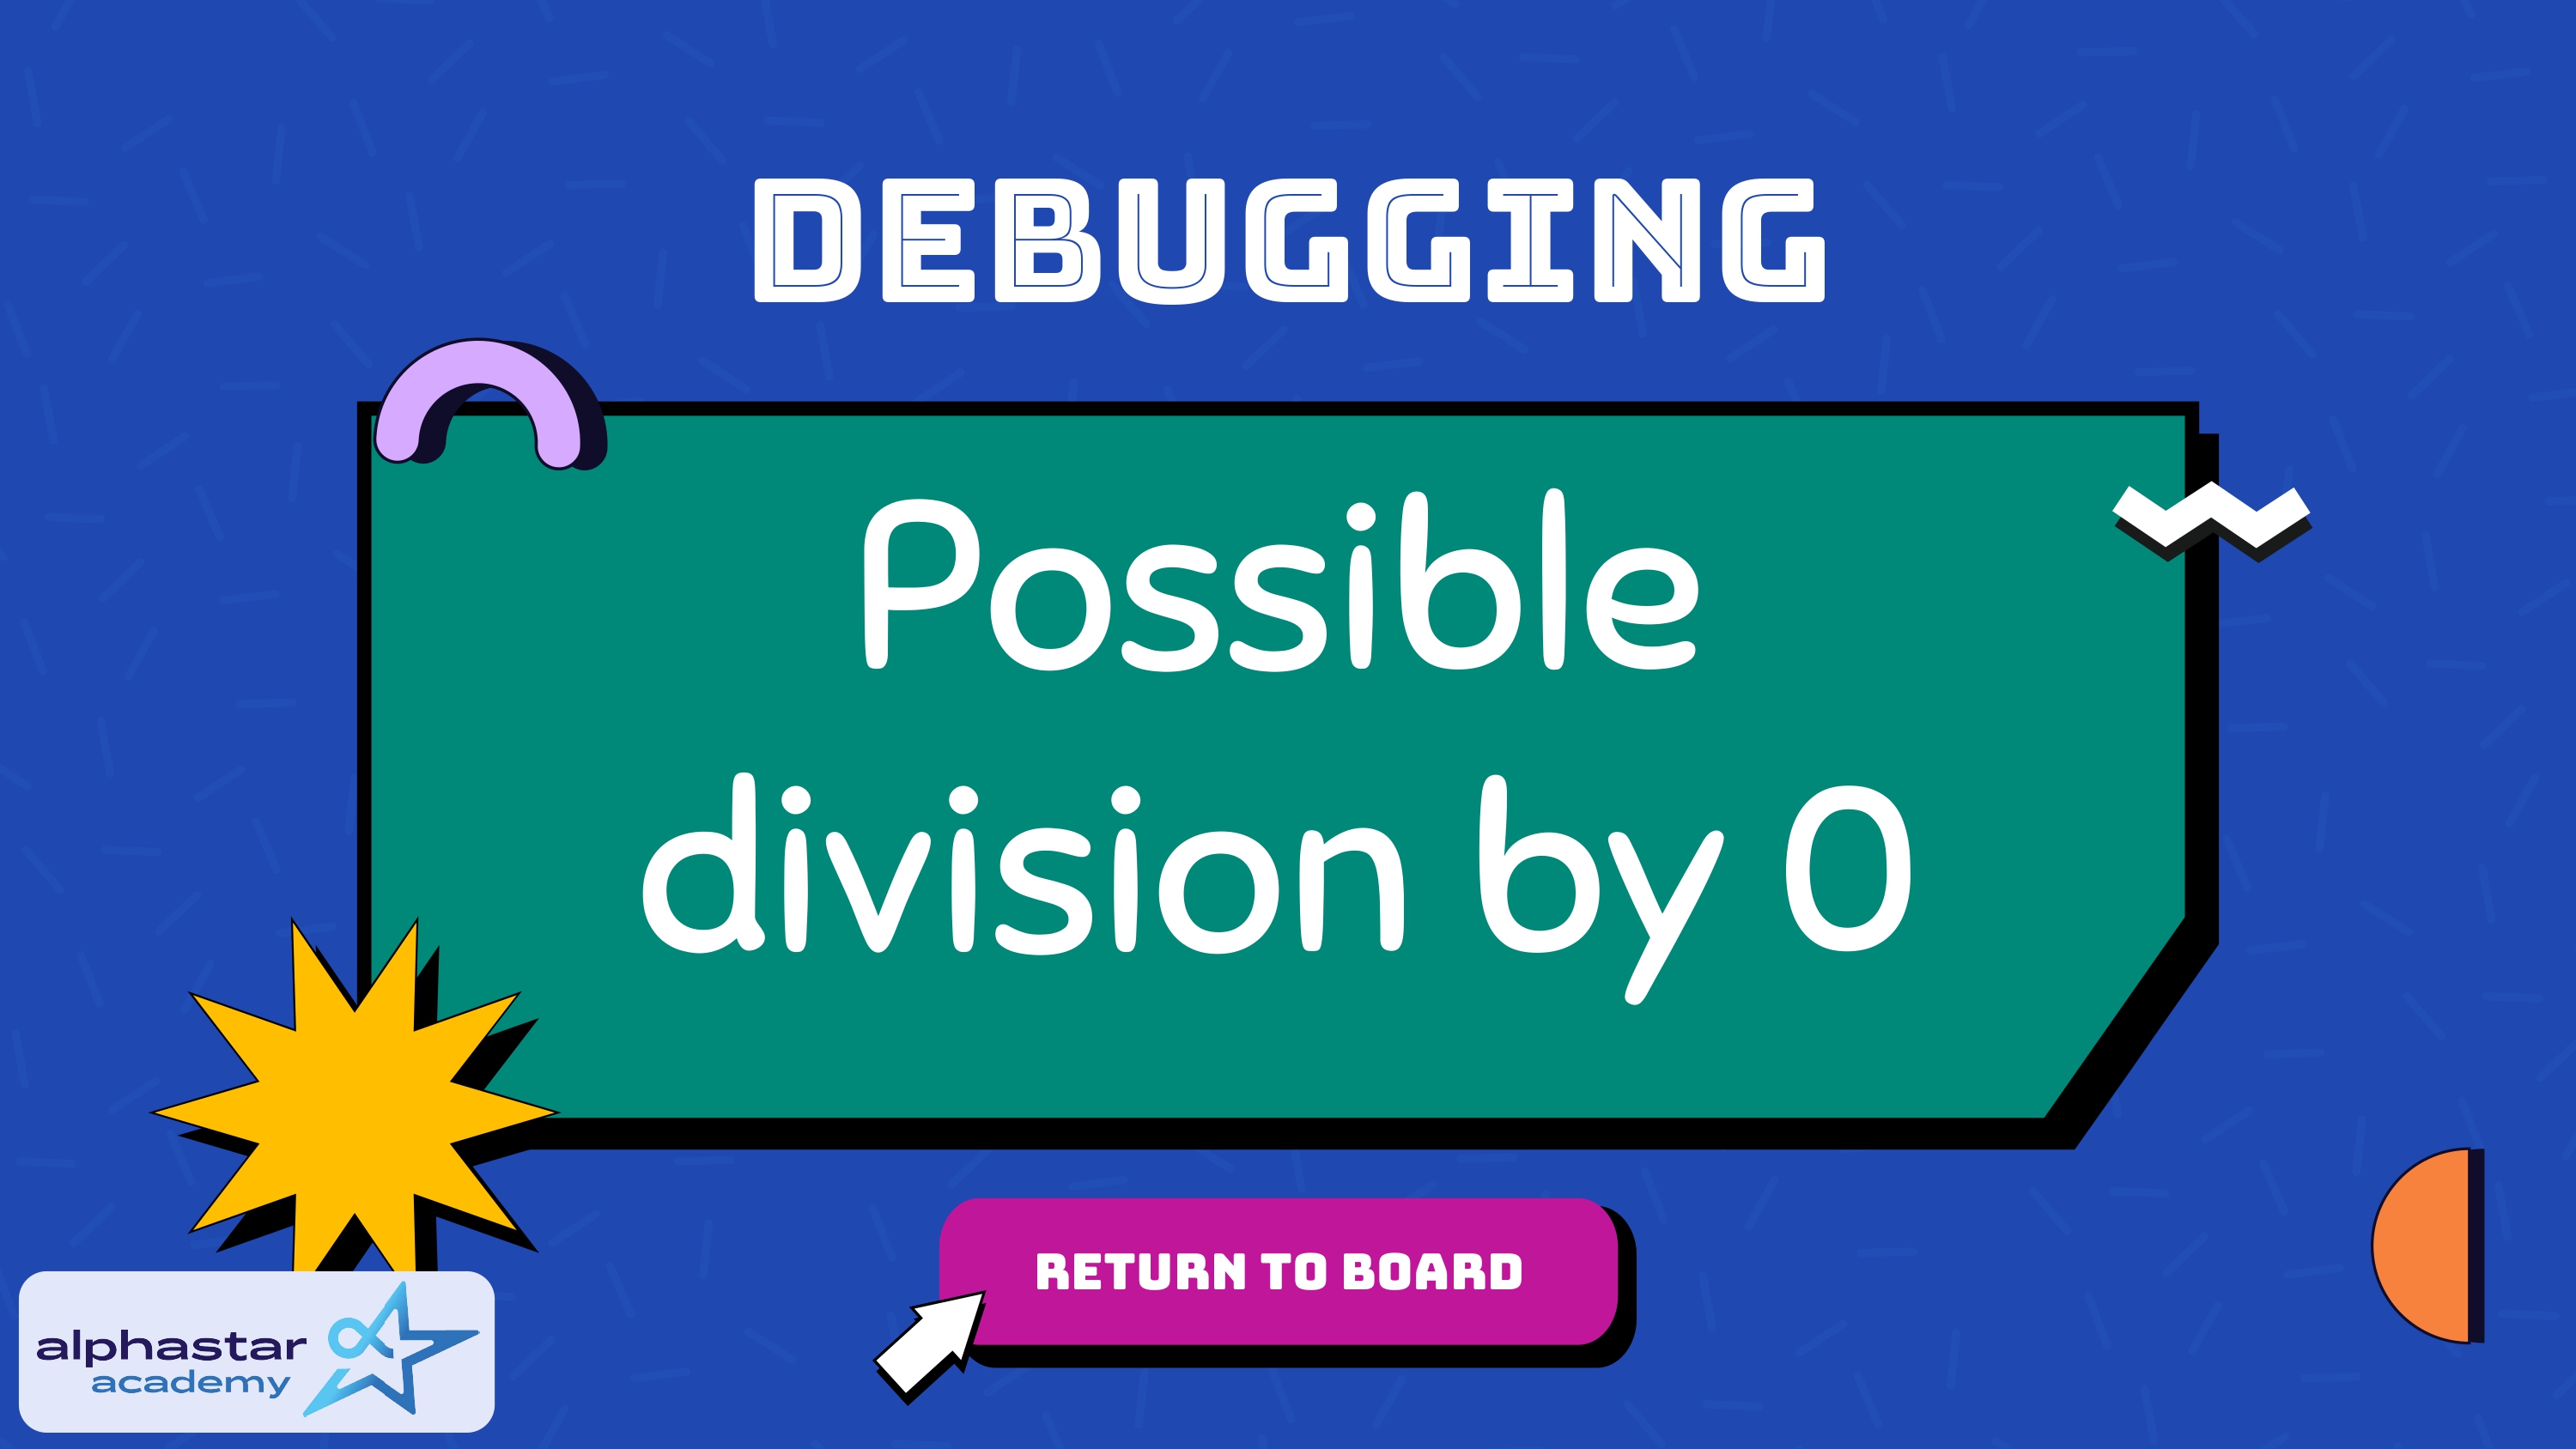 DEBUGGING
Possible
division by 0
RETURN TO BOARD
alphastar
academy